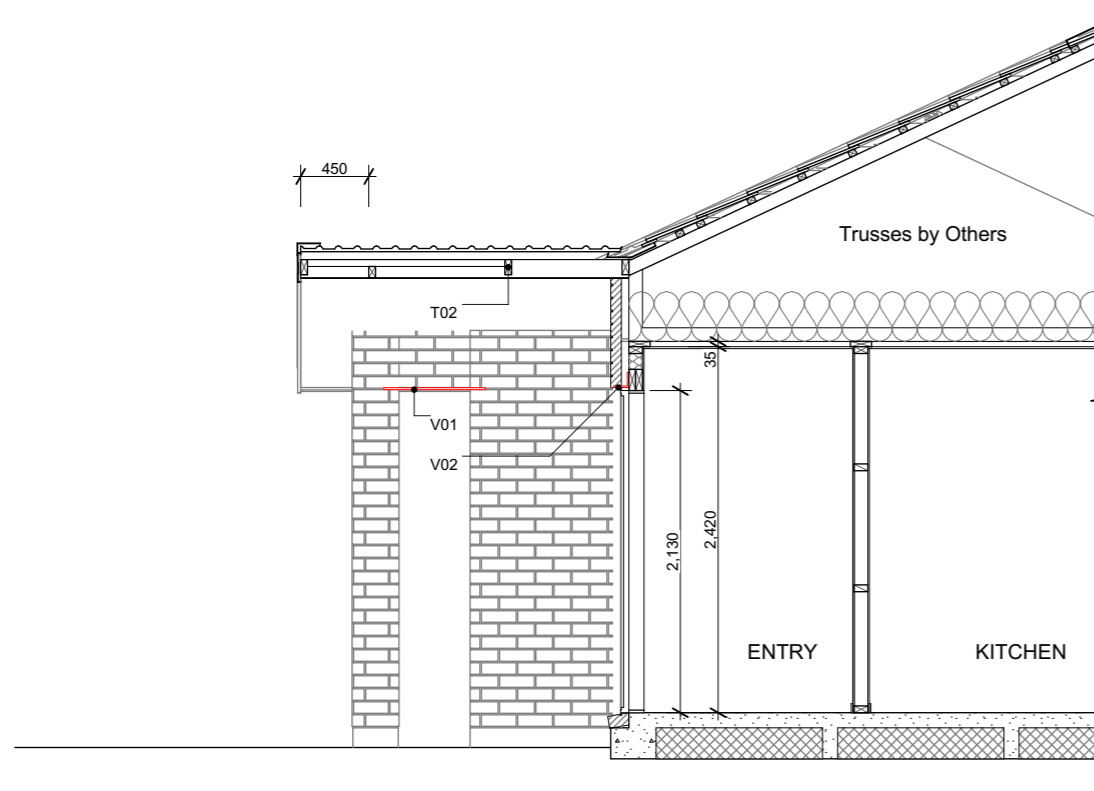 450
Trusses by Others
T02
35
V01
V02
2,130
2,420
ENTRY
KITCHEN